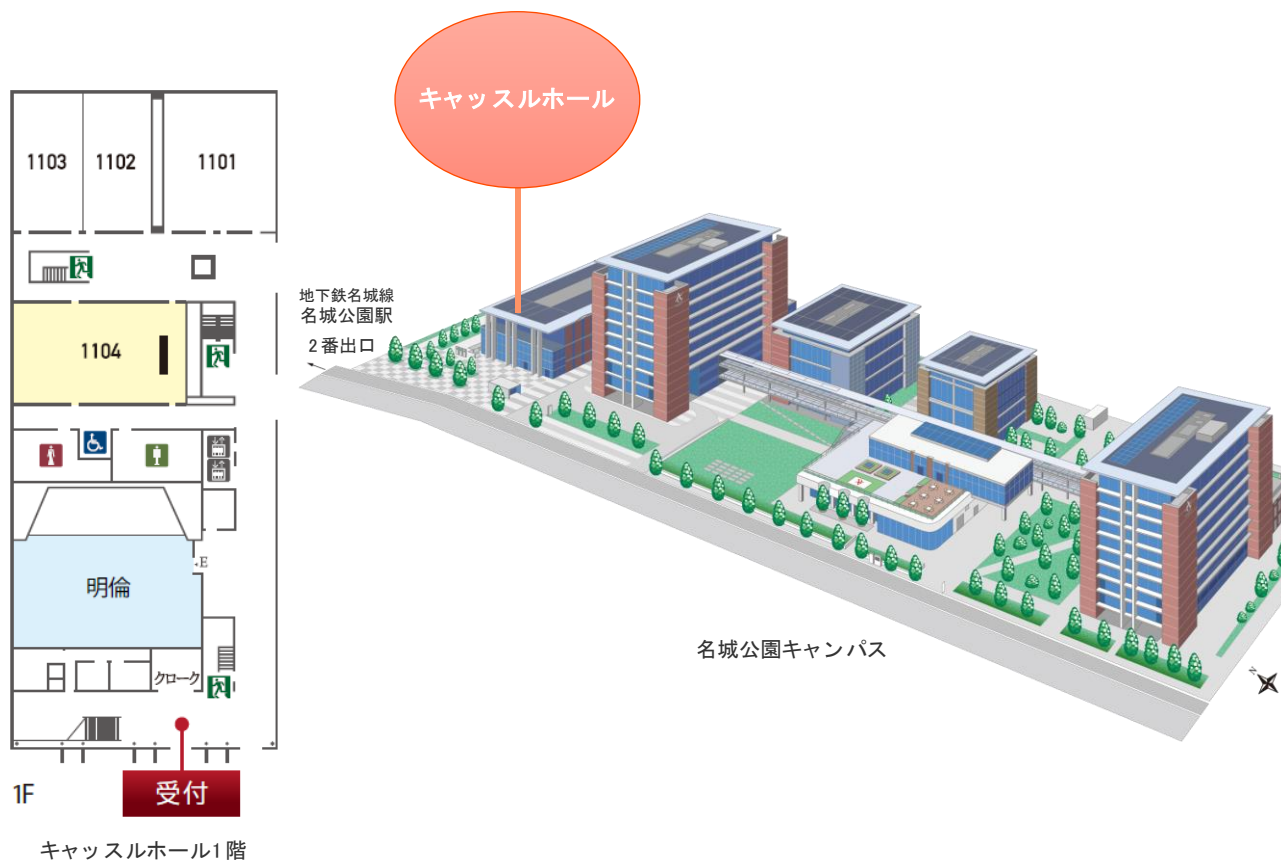 キャッスルホール
1103
1102
1101
1104
明倫
E
クローク
1F
受付
キャッスルホール1階
地下鉄名城線
名城公園駅
2番出口
名城公園キャンパス
N